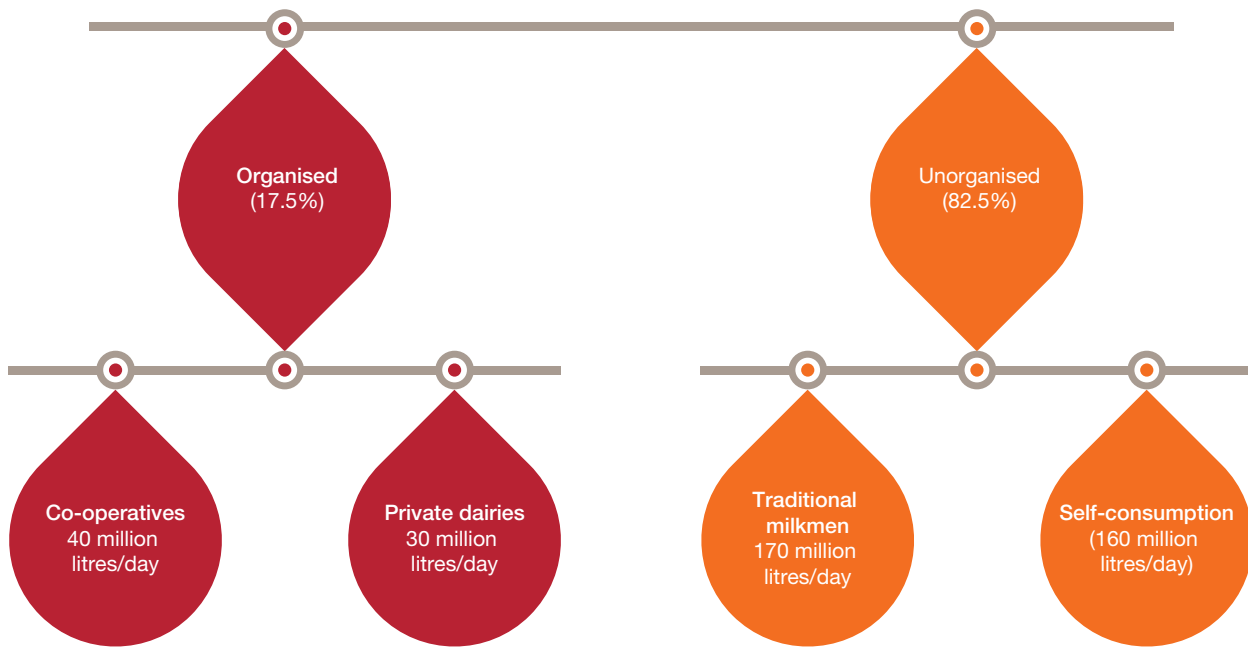 Organised
(17.5%)
Unorganised
(82.5%)
Co-operatives
40 million
litres/day
Private dairies
30 million
litres/day
Traditional
milkmen
170 million
litres/day
Self-consumption
(160 million
litres/day)